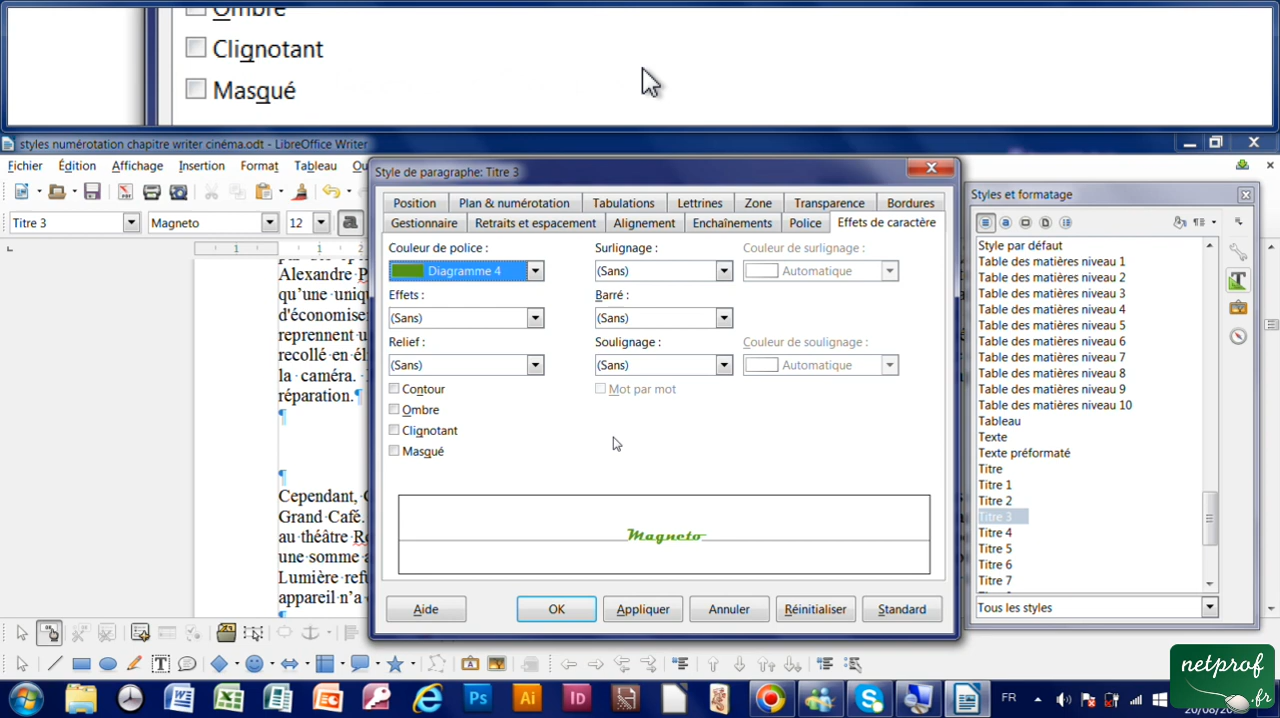 Ombre
Clignotant
Masqué
styles numérotation chapitre writer cinéma.odt - LibreOffice Writer
Fichier Édition Affichage Insertion Format Tableau
Titre 3 Magneto 12
1 1
Alexandre P
qu'une uniq
d'économise
reprennent u
recollé en él
la caméra.
réparation.¶
¶
¶
Cependant,
Grand·Café.
au·théâtre·Ro
une·somme·a
Lumière·refu
appareil·n'a
Style de paragraphe: Titre 3
Position Plan & numérotation Tabulations Lettrines Zone Transparence Bordures
Gestionnaire Retraits et espacement Alignement Enchaînements Police Effets de caractère
Couleur de police : Surlignage : Couleur de surlignage :
Diagramme 4 (Sans) Automatique
Effets : Barré :
(Sans) (Sans)
Relief : Soulignage : Couleur de soulignage :
(Sans) (Sans) Automatique
Contour Mot par mot
Ombre
Clignotant
Masqué
Magneto
Aide OK Appliquer Annuler Réinitialiser Standard
Styles et formatage
Style par défaut
Table des matières niveau 1
Table des matières niveau 2
Table des matières niveau 3
Table des matières niveau 4
Table des matières niveau 5
Table des matières niveau 6
Table des matières niveau 7
Table des matières niveau 8
Table des matières niveau 9
Table des matières niveau 10
Tableau
Texte
Texte préformaté
Titre
Titre 1
Titre 2
Titre 3
Titre 4
Titre 5
Titre 6
Titre 7
Tous les styles
FR
netprof
.fr